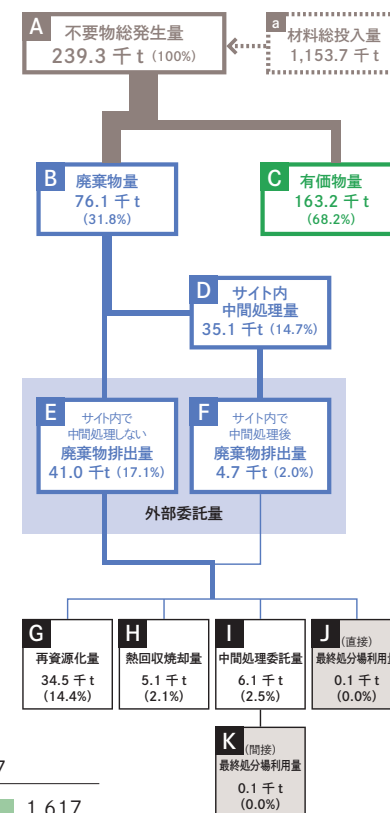 A
不要物総発生量
239.3 千 t (100%)
a
材料総投入量
1,153.7 千 t
B
廃棄物量
76.1 千 t
(31.8%)
C
有価物量
163.2 千 t
(68.2%)
D
サイト内
中間処理量
35.1 千t (14.7%)
E
サイト内で
中間処理しない
廃棄物排出量
41.0 千t (17.1%)
F
サイト内で
中間処理後
廃棄物排出量
4.7 千t (2.0%)
外部委託量
G
再資源化量
34.5 千 t
(14.4%)
H
熱回収焼却量
5.1 千 t
(2.1%)
I
中間処理委託量
6.1 千 t
(2.5%)
J
(直接)
最終処分場利用量
0.1 千 t
(0.0%)
K
(間接)
最終処分場利用量
0.1 千 t
(0.0%)
7
1,617